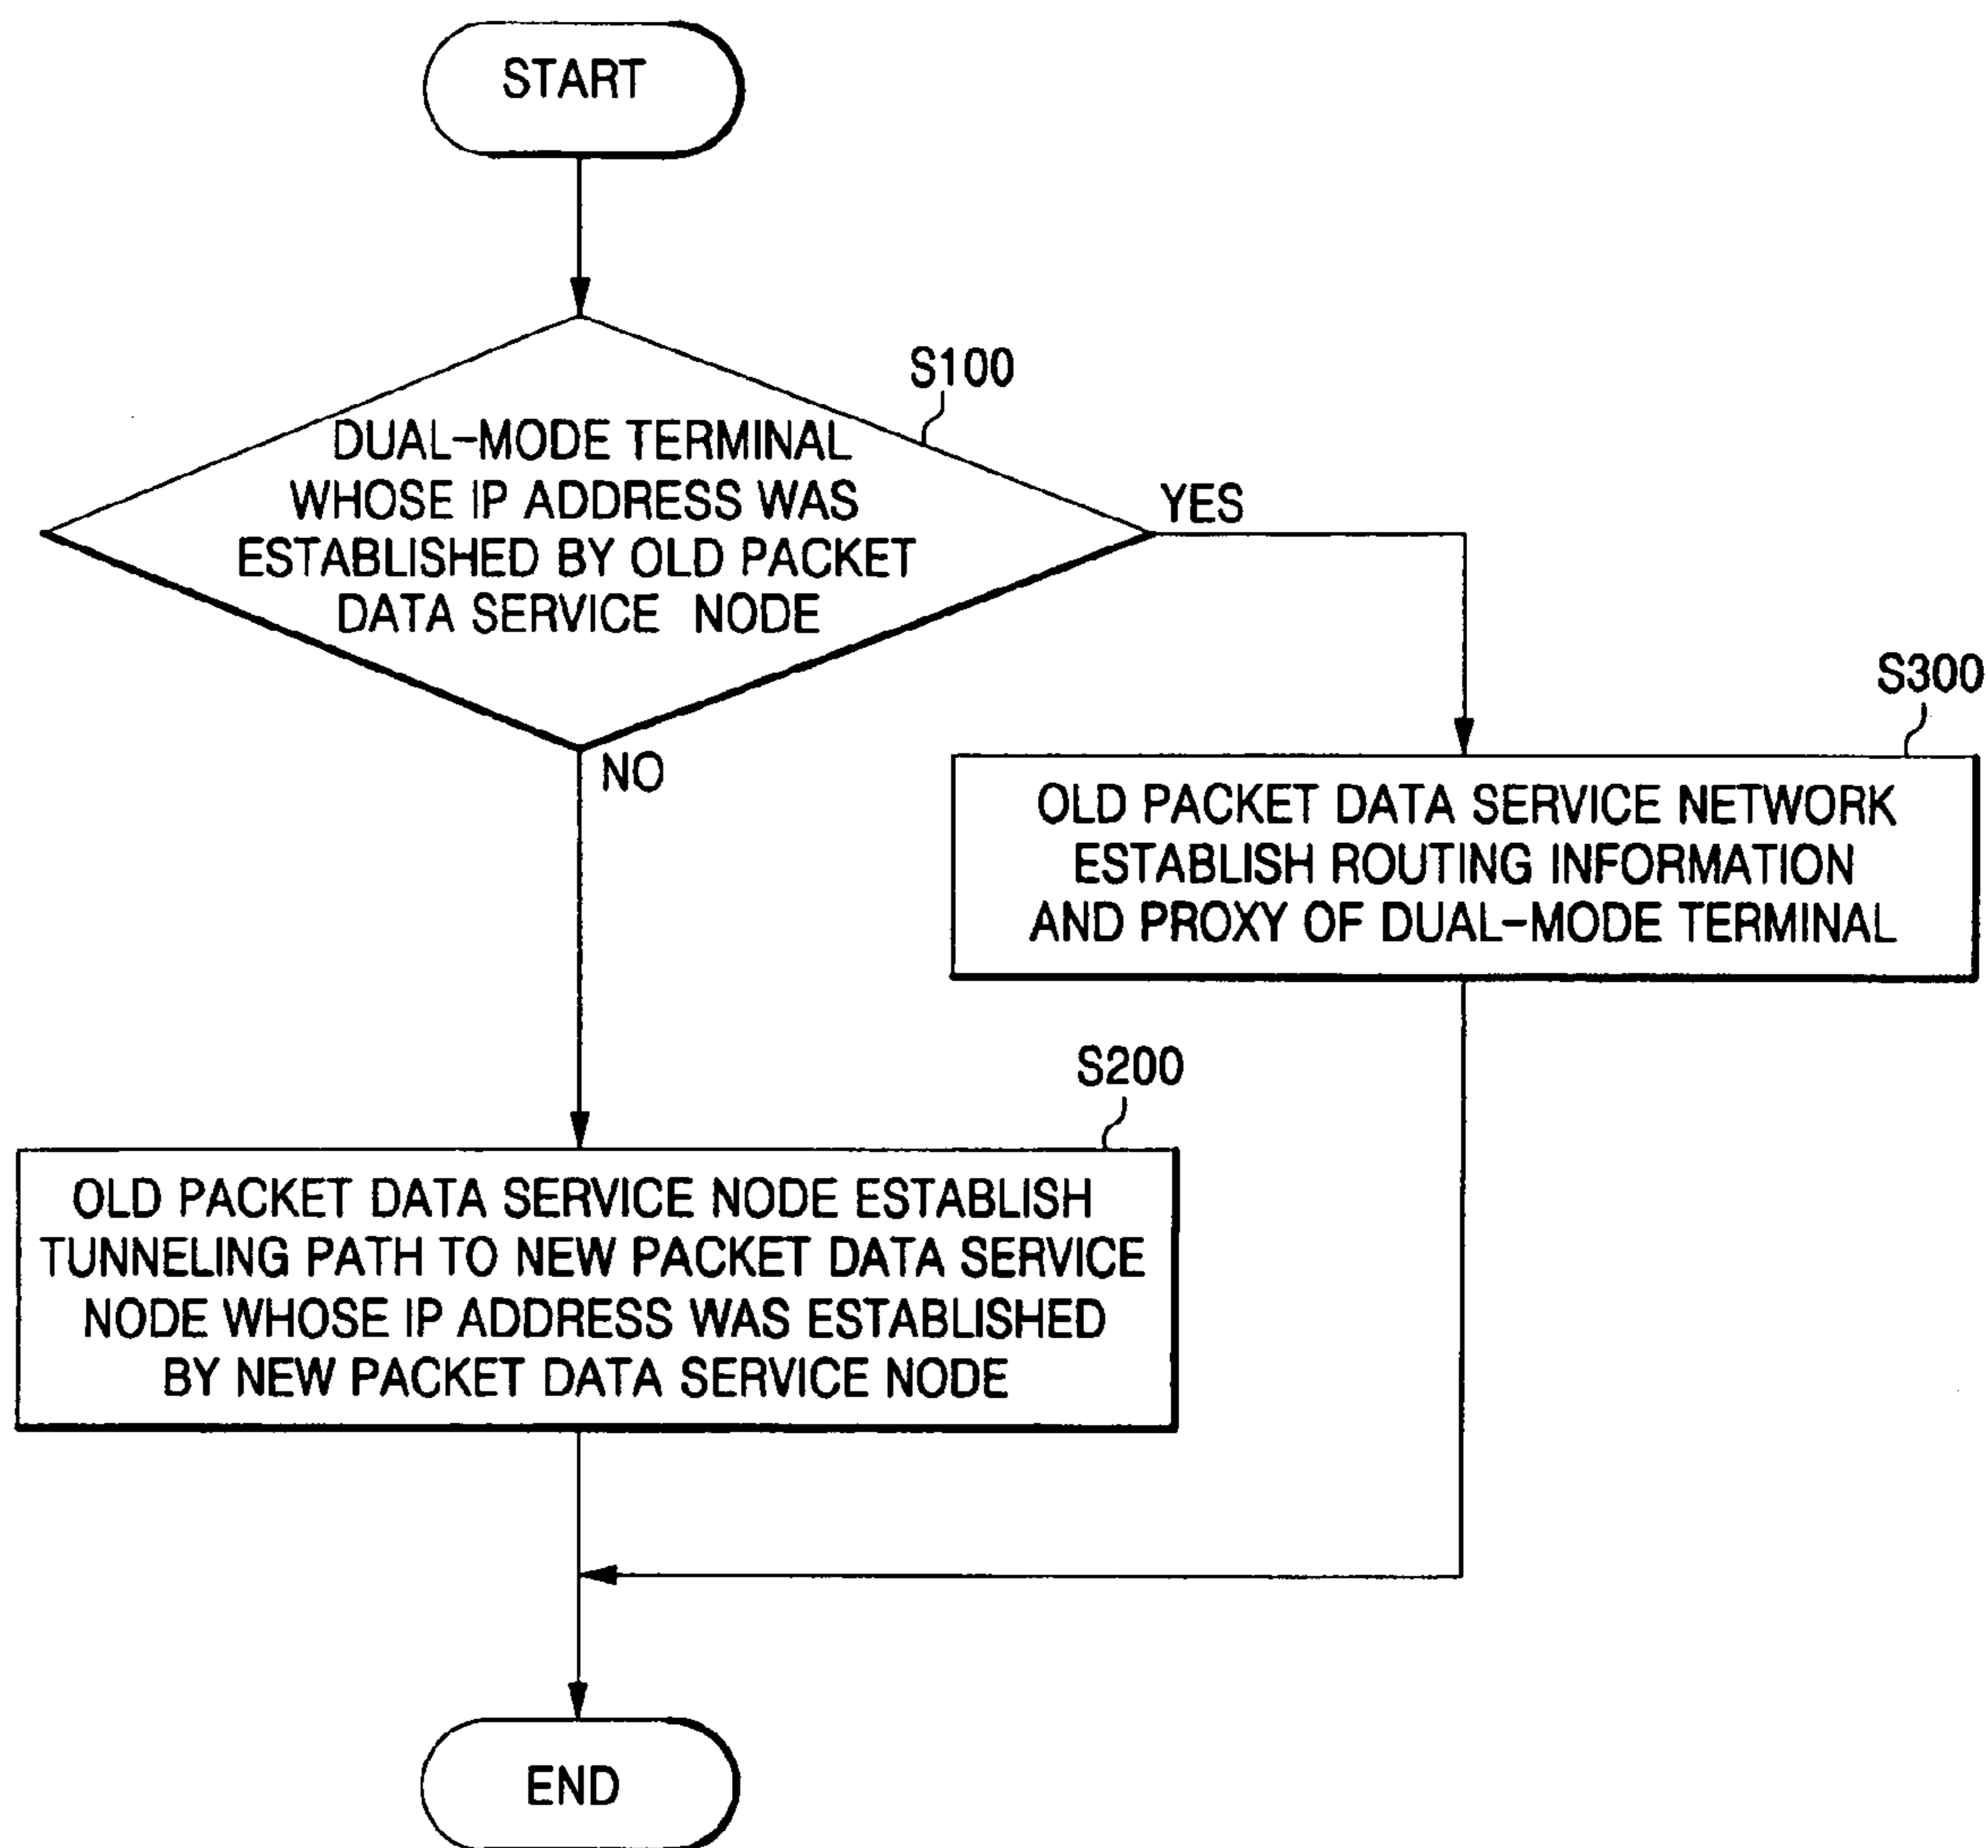 START
S100
DUAL-MODE TERMINAL
WHOSE IP ADDRESS WAS
ESTABLISHED BY OLD PACKET
DATA SERVICE NODE
YES
NO
S300
OLD PACKET DATA SERVICE NETWORK
ESTABLISH ROUTING INFORMATION
AND PROXY OF DUAL-MODE TERMINAL
S200
OLD PACKET DATA SERVICE NODE ESTABLISH
TUNNELING PATH TO NEW PACKET DATA SERVICE
NODE WHOSE IP ADDRESS WAS ESTABLISHED
BY NEW PACKET DATA SERVICE NODE
END